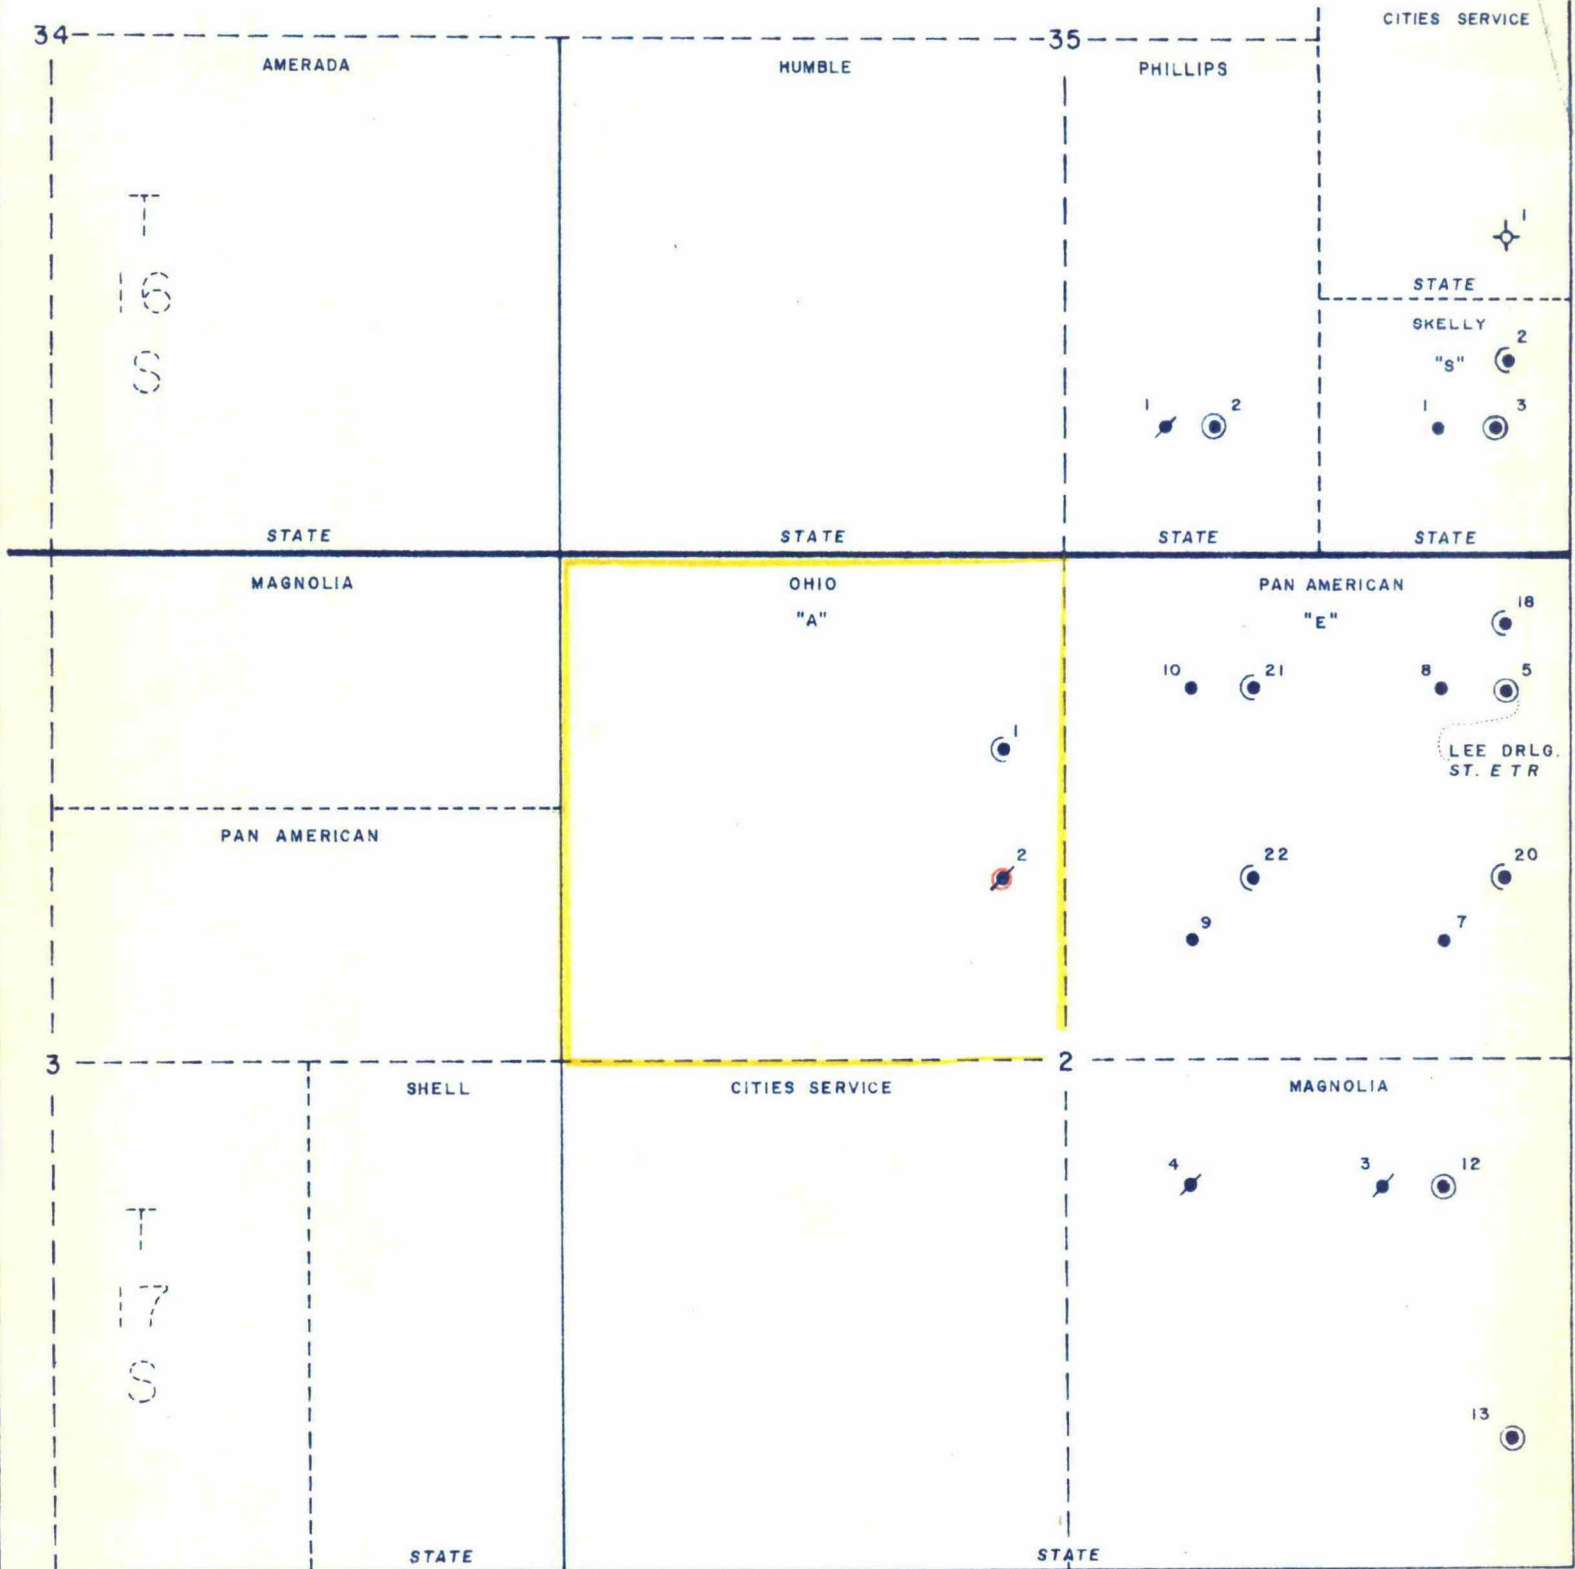 CITIES SERVICE
34
35
AMERADA
HUMBLE
PHILLIPS
T
16
S
1
STATE
SKELLY
"S"
2
1
2
1
3
STATE
STATE
STATE
STATE
MAGNOLIA
OHIO
"A"
PAN AMERICAN
"E"
18
10
21
8
5
1
LEE DRLG.
ST. E TR
PAN AMERICAN
2
22
20
9
7
3
2
SHELL
CITIES SERVICE
MAGNOLIA
4
3
12
T
17
S
13
STATE
STATE